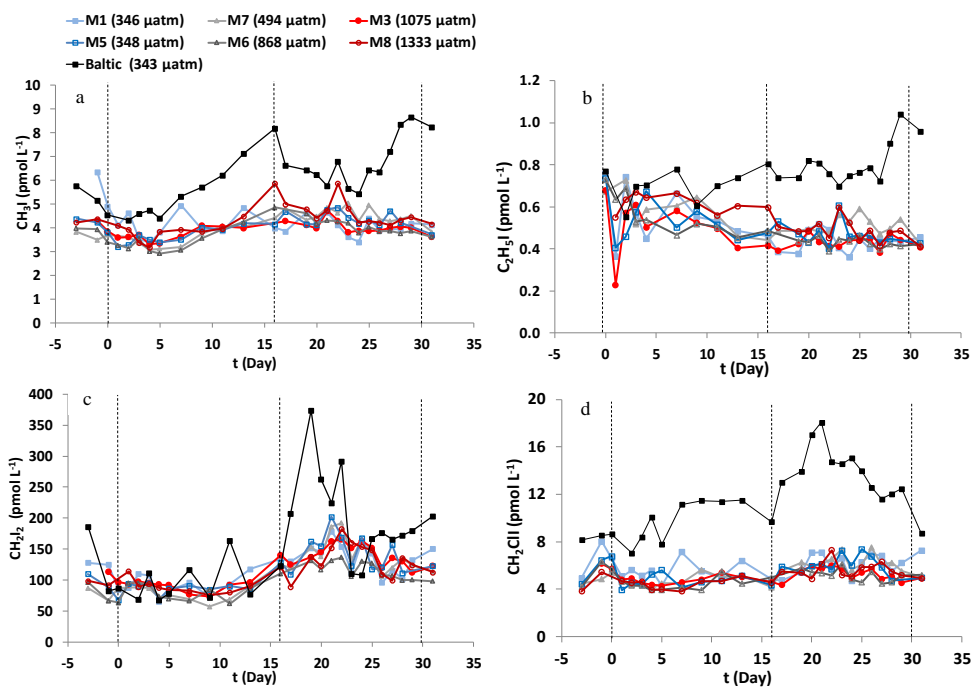 M1 (346 µatm) M7 (494 µatm) M3 (1075 µatm)
M5 (348 µatm) M6 (868 µatm) M8 (1333 µatm)
Baltic (343 µatm)
a
CH₃I (pmol L⁻¹)
10
9
8
7
6
5
4
3
2
1
0
-5 0 5 10 15 20 25 30 35
t (Day)
b
C₂H₅I (pmol L⁻¹)
1.2
1.0
0.8
0.6
0.4
0.2
0.0
-5 0 5 10 15 20 25 30 35
t (Day)
c
CH₂I₂ (pmol L⁻¹)
400
350
300
250
200
150
100
50
0
-5 0 5 10 15 20 25 30 35
t (Day)
d
CH₂ClI (pmol L⁻¹)
20
16
12
8
4
0
-5 0 5 10 15 20 25 30 35
t (Day)